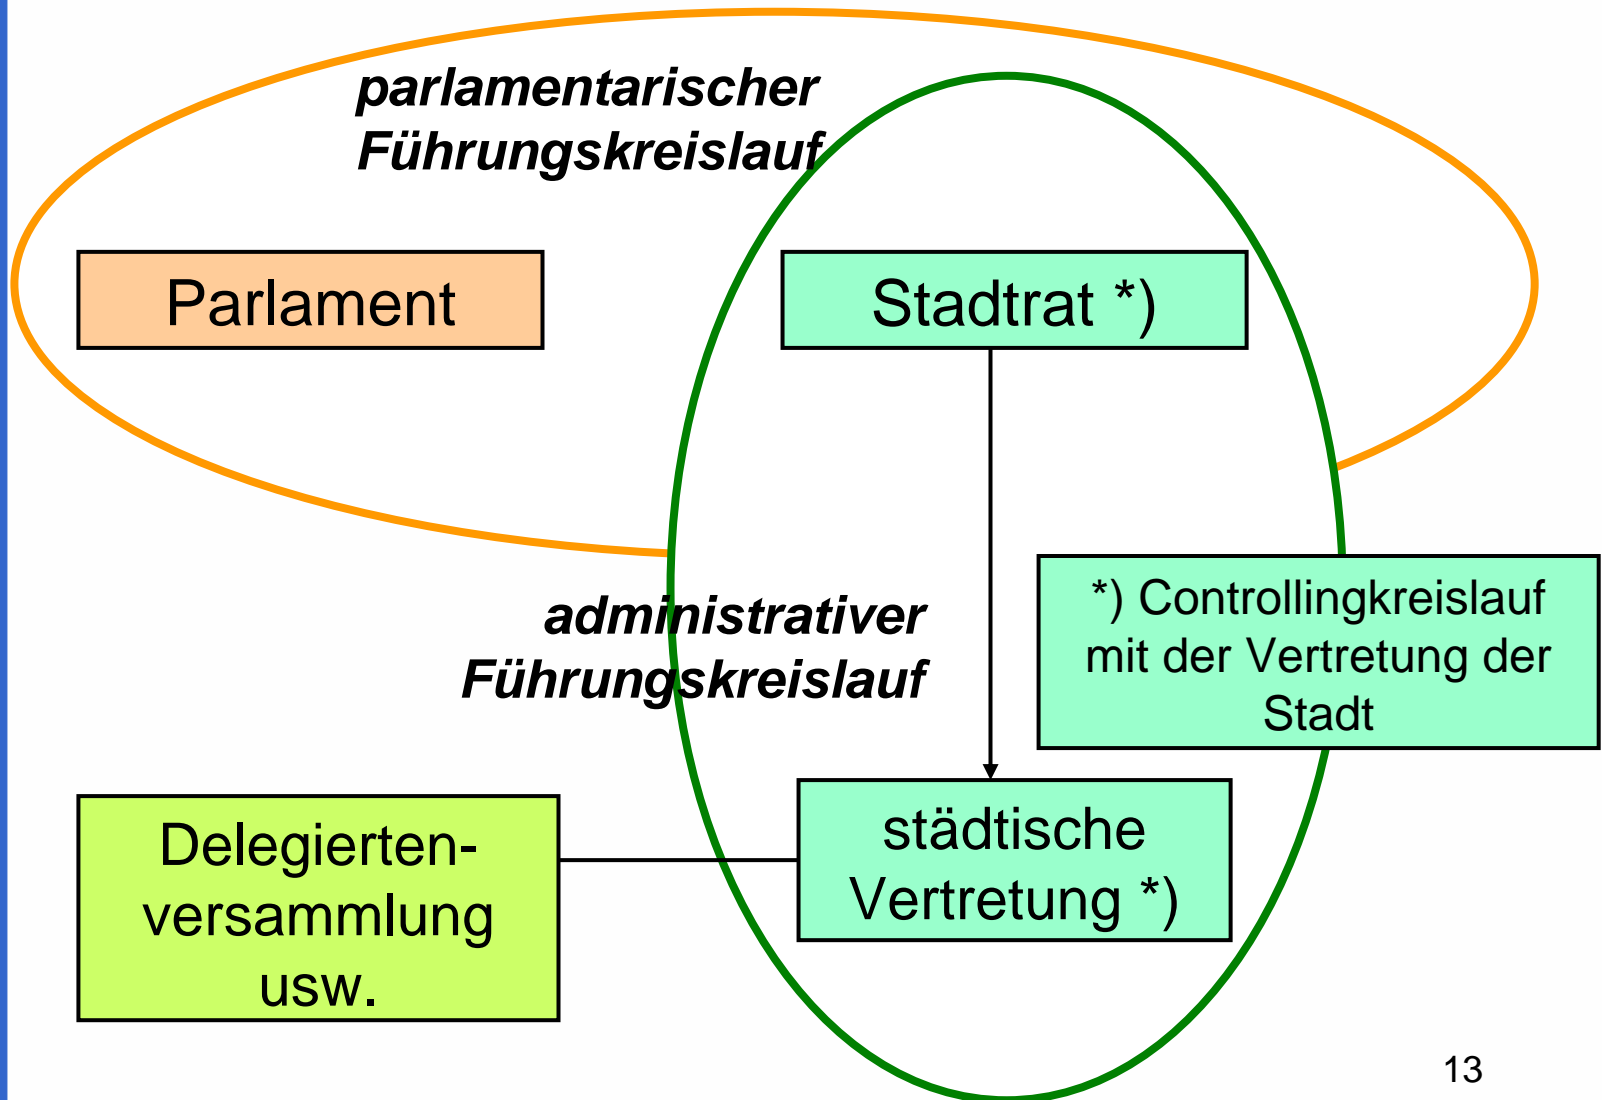 parlamentarischer
Führungskreislauf
Parlament
Stadtrat *)
administrativer
Führungskreislauf
*) Controllingkreislauf
mit der Vertretung der
Stadt
Delegierten-
versammlung
usw.
städtische
Vertretung *)
13